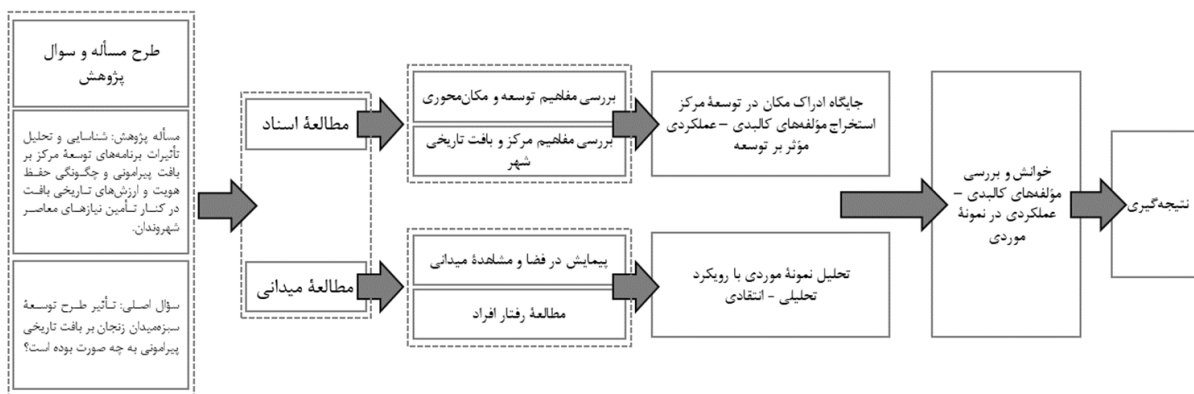 طرح مسأله و سوال
پژوهش
مسأله پژوهش: شناسایی و تحلیل
تأثیرات برنامه‌های توسعهٔ مرکز بر
بافت پیرامونی و چگونگی حفظ
هویت و ارزش‌های تاریخی بافت
در کنار تأمین نیازهای معاصر
شهروندان.
سؤال اصلی: تأثیر طرح توسعهٔ
سبزه‌میدان زنجان بر بافت تاریخی
پیرامونی به چه صورت بوده است؟
مطالعهٔ اسناد
مطالعهٔ میدانی
بررسی مفاهیم توسعه و مکان‌محوری
بررسی مفاهیم مرکز و بافت تاریخی
شهر
پیمایش در فضا و مشاهدهٔ میدانی
مطالعهٔ رفتار افراد
جایگاه ادراک مکان در توسعهٔ مرکز
استخراج مؤلفه‌های کالبدی – عملکردی
مؤثر بر توسعه
تحلیل نمونهٔ موردی با رویکرد
تحلیلی - انتقادی
خوانش و بررسی
مؤلفه‌های کالبدی –
عملکردی در نمونهٔ
موردی
نتیجه‌گیری